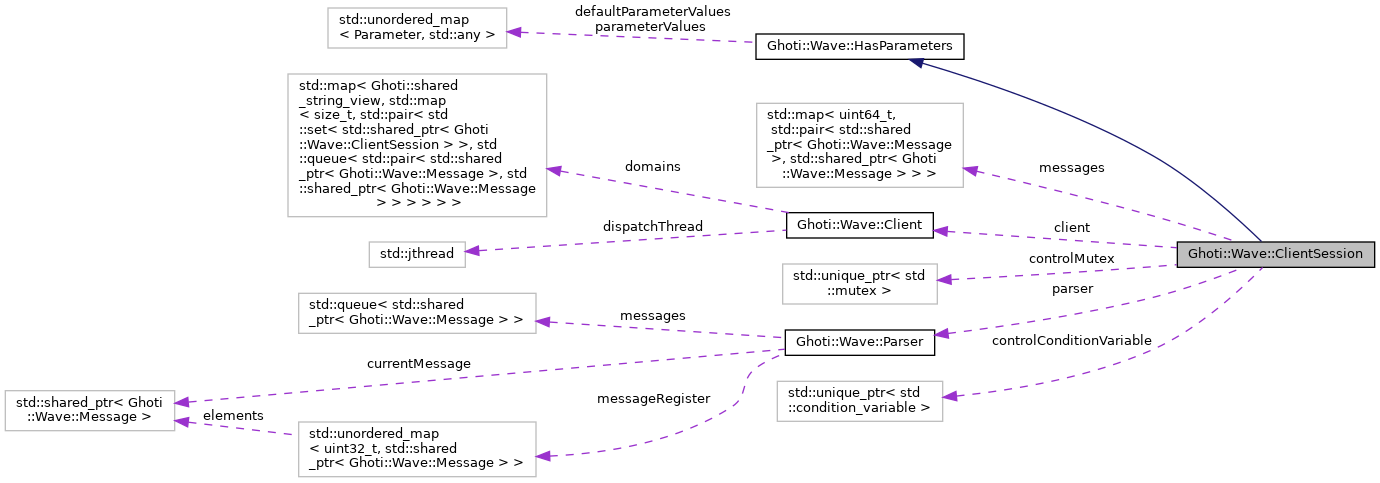 defaultParameterValues
parameterValues
std::unordered_map
< Parameter, std::any >
Ghoti::Wave::HasParameters
std::map< Ghoti::shared
_string_view, std::map
< size_t, std::pair< std
::set< std::shared_ptr< Ghoti
::Wave::ClientSession > >, std
::queue< std::pair< std::shared
_ptr< Ghoti::Wave::Message >, std
::shared_ptr< Ghoti::Wave::Message
> > > > > >
std::map< uint64_t,
std::pair< std::shared
_ptr< Ghoti::Wave::Message
>, std::shared_ptr< Ghoti
::Wave::Message > > >
domains
messages
Ghoti::Wave::Client
dispatchThread
client
std::jthread
Ghoti::Wave::ClientSession
controlMutex
std::unique_ptr< std
::mutex >
parser
std::queue< std::shared
_ptr< Ghoti::Wave::Message > >
messages
Ghoti::Wave::Parser
controlConditionVariable
currentMessage
std::unique_ptr< std
::condition_variable >
messageRegister
std::shared_ptr< Ghoti
::Wave::Message >
elements
std::unordered_map
< uint32_t, std::shared
_ptr< Ghoti::Wave::Message > >